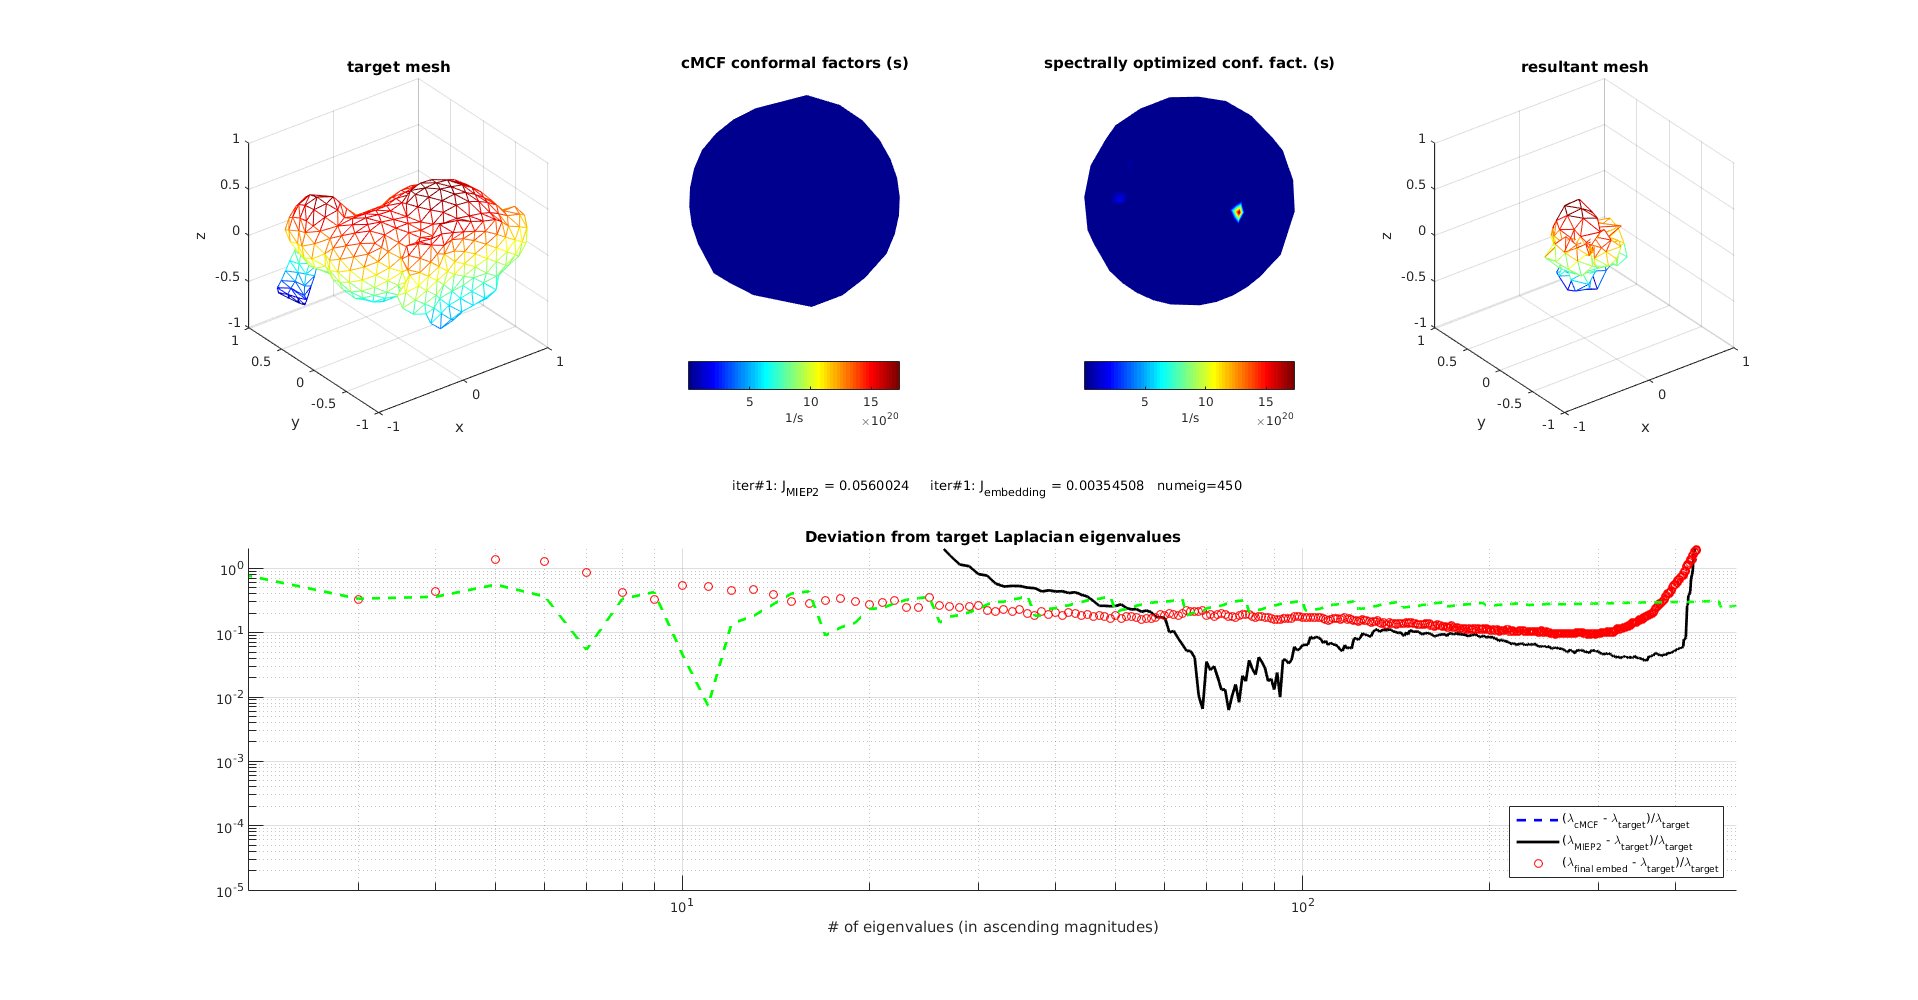 target mesh
cMCF conformal factors (s)
spectrally optimized conf. fact. (s)
resultant mesh
1
0.5
0
-0.5
-1
z
1
0.5
0
-0.5
-1
y
-1
0
1
x
5 10 15
1/s
×10^20
5 10 15
1/s
×10^20
1
0.5
0
-0.5
-1
z
1
0.5
0
-0.5
-1
y
-1
0
1
x
iter#1: J_MIEP2 = 0.0560024 iter#1: J_embedding = 0.00354508 numeig=450
Deviation from target Laplacian eigenvalues
10^0
10^-1
10^-2
10^-3
10^-4
10^-5
10^1
10^2
# of eigenvalues (in ascending magnitudes)
(λ_cMCF - λ_target)/λ_target
(λ_MIEP2 - λ_target)/λ_target
(λ_final embed - λ_target)/λ_target